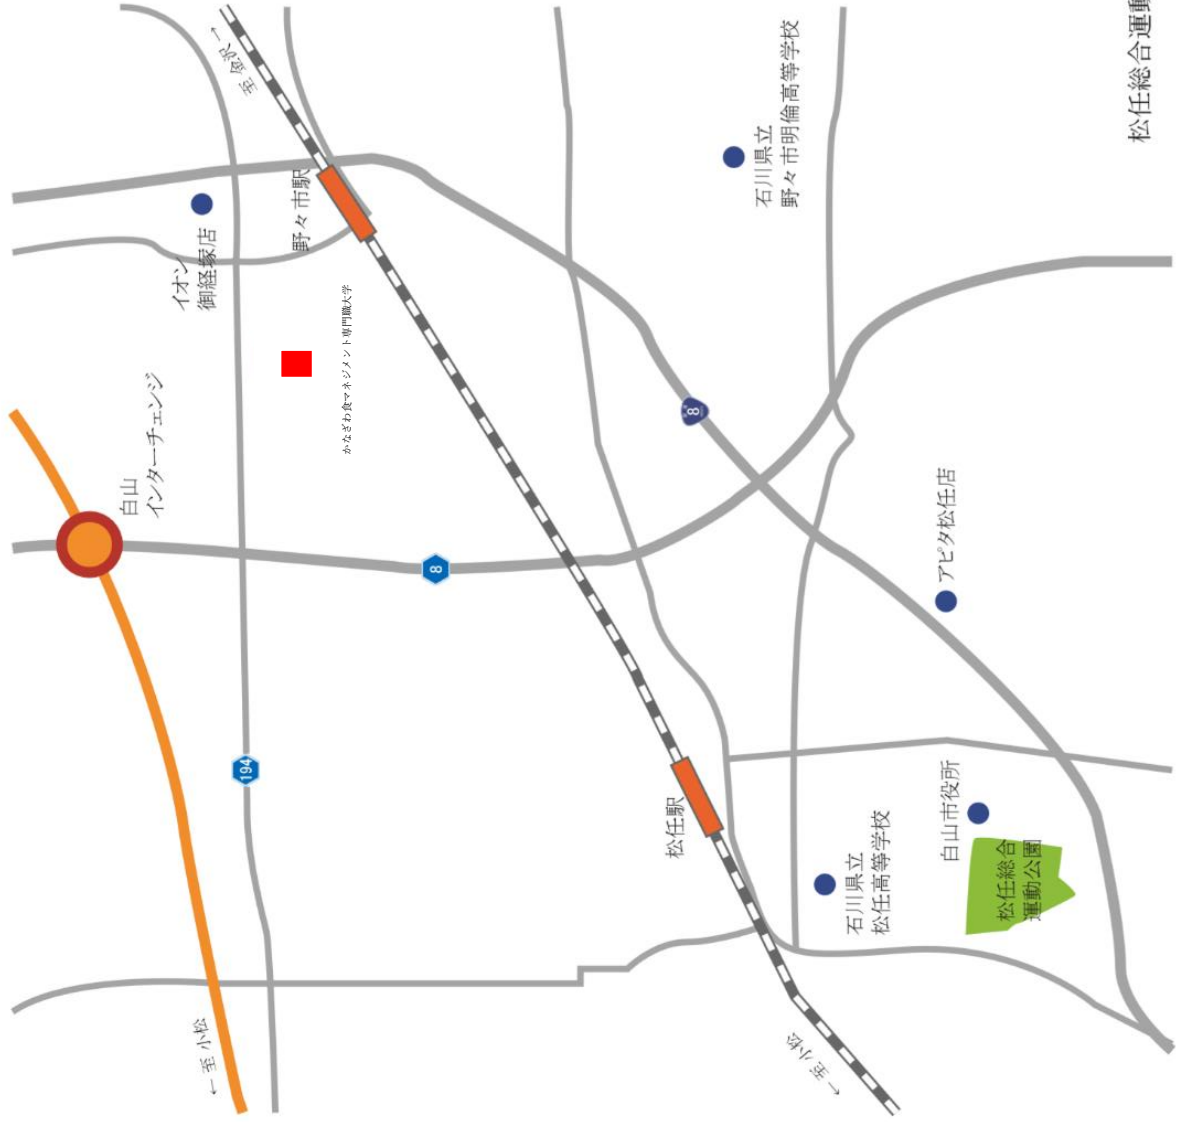 至 金沢→
野々市駅
イオン
御経塚店
石川県立
野々市明倫高等学校
松任総合運動
かなざわ食マネジメント専門職大学
白山
インターチェンジ
8
8
アピタ松任店
194
松任駅
白山市役所
石川県立
松任高等学校
松任総合
運動公園
←至 小松
←至 小松